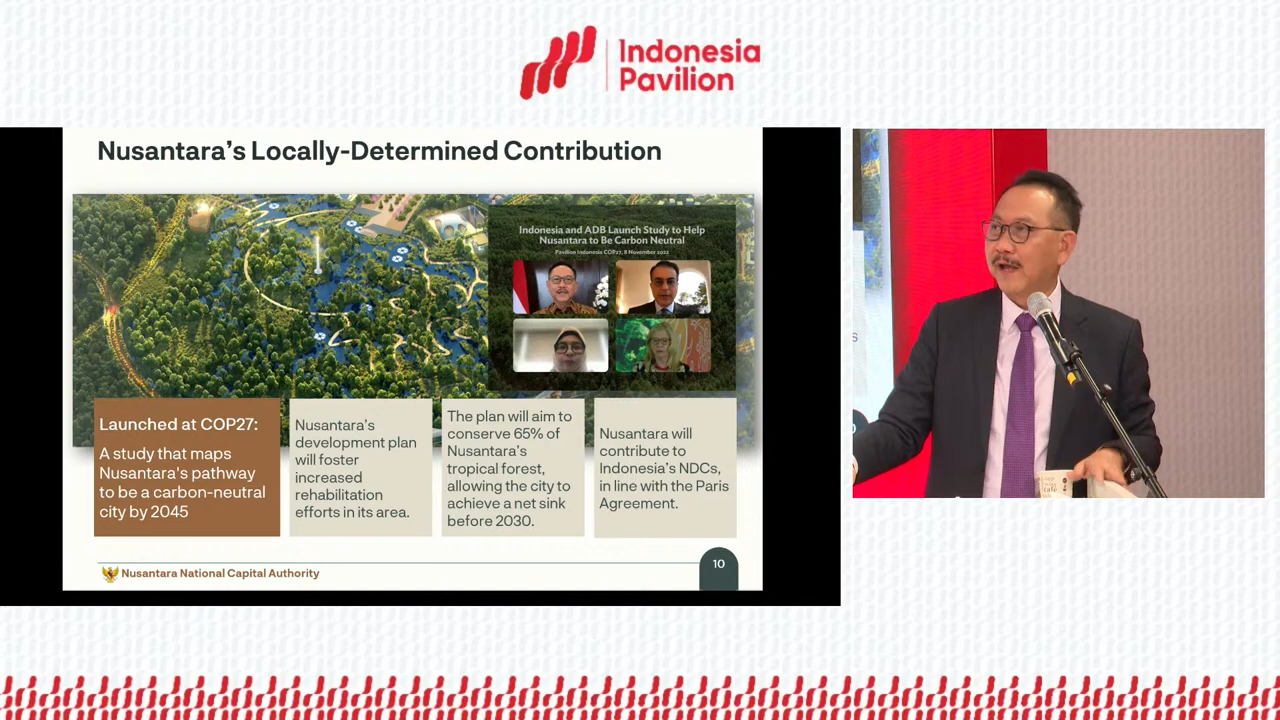 Indonesia
Pavilion
Nusantara's Locally-Determined Contribution
Indonesia and ADB Launch Study to Help
Nusantara to Be Carbon Neutral
Pavilion Indonesia COP27, 8 November 2022
Launched at COP27:
A study that maps
Nusantara's pathway
to be a carbon-neutral
city by 2045
Nusantara's
development plan
will foster
increased
rehabilitation
efforts in its area.
The plan will aim to
conserve 65% of
Nusantara's
tropical forest,
allowing the city to
achieve a net sink
before 2030.
Nusantara will
contribute to
Indonesia's NDCs,
in line with the Paris
Agreement.
Nusantara National Capital Authority
10